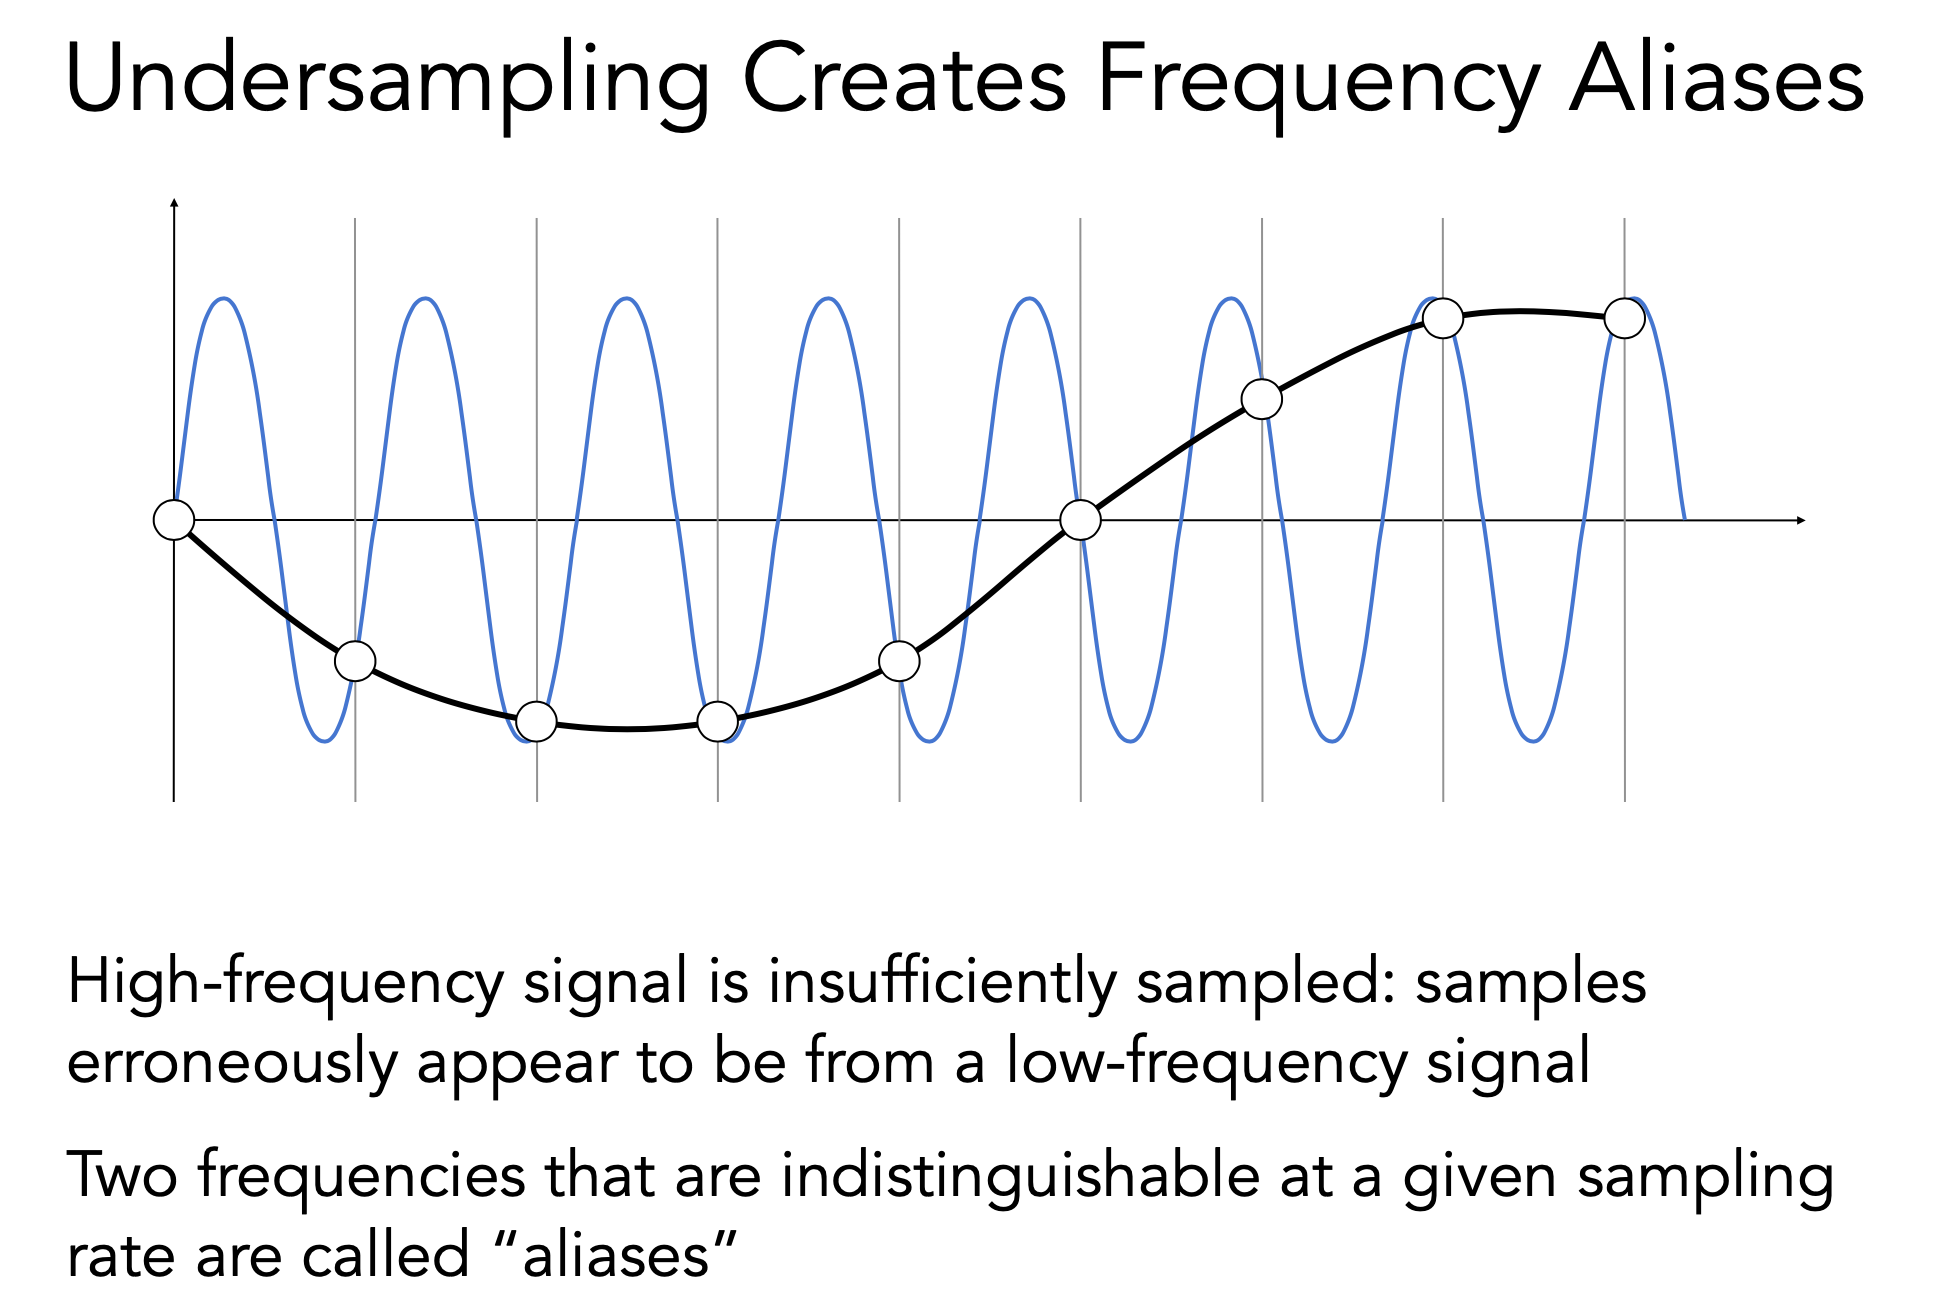 Undersampling Creates Frequency Aliases
High-frequency signal is insufficiently sampled: samples
erroneously appear to be from a low-frequency signal
Two frequencies that are indistinguishable at a given sampling
rate are called “aliases”